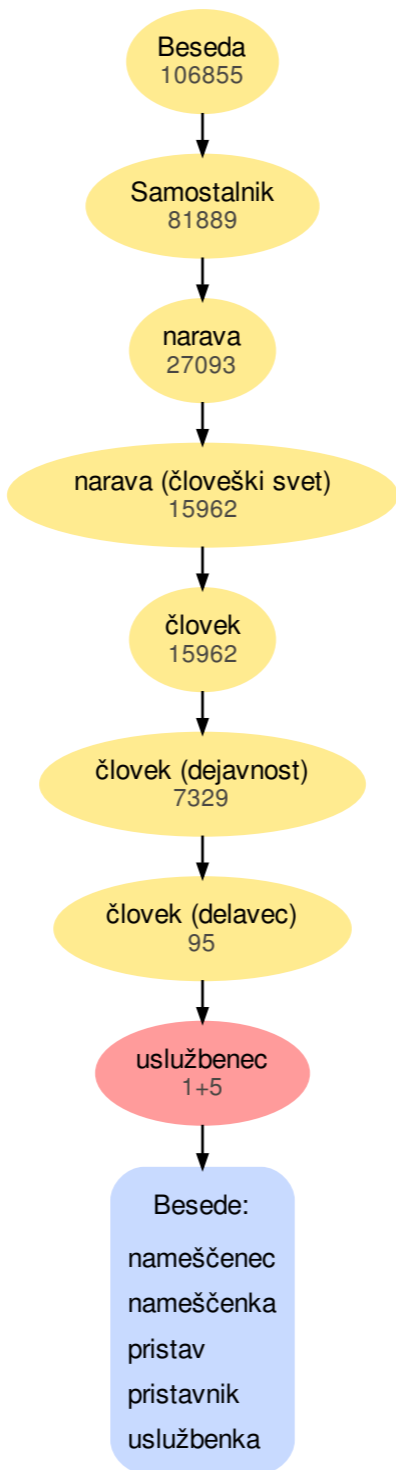 Beseda
106855
Samostalnik
81889
narava
27093
narava (človeški svet)
15962
človek
15962
človek (dejavnost)
7329
človek (delavec)
95
uslužbenec
1+5
Besede:
nameščenec
nameščenka
pristav
pristavnik
uslužbenka